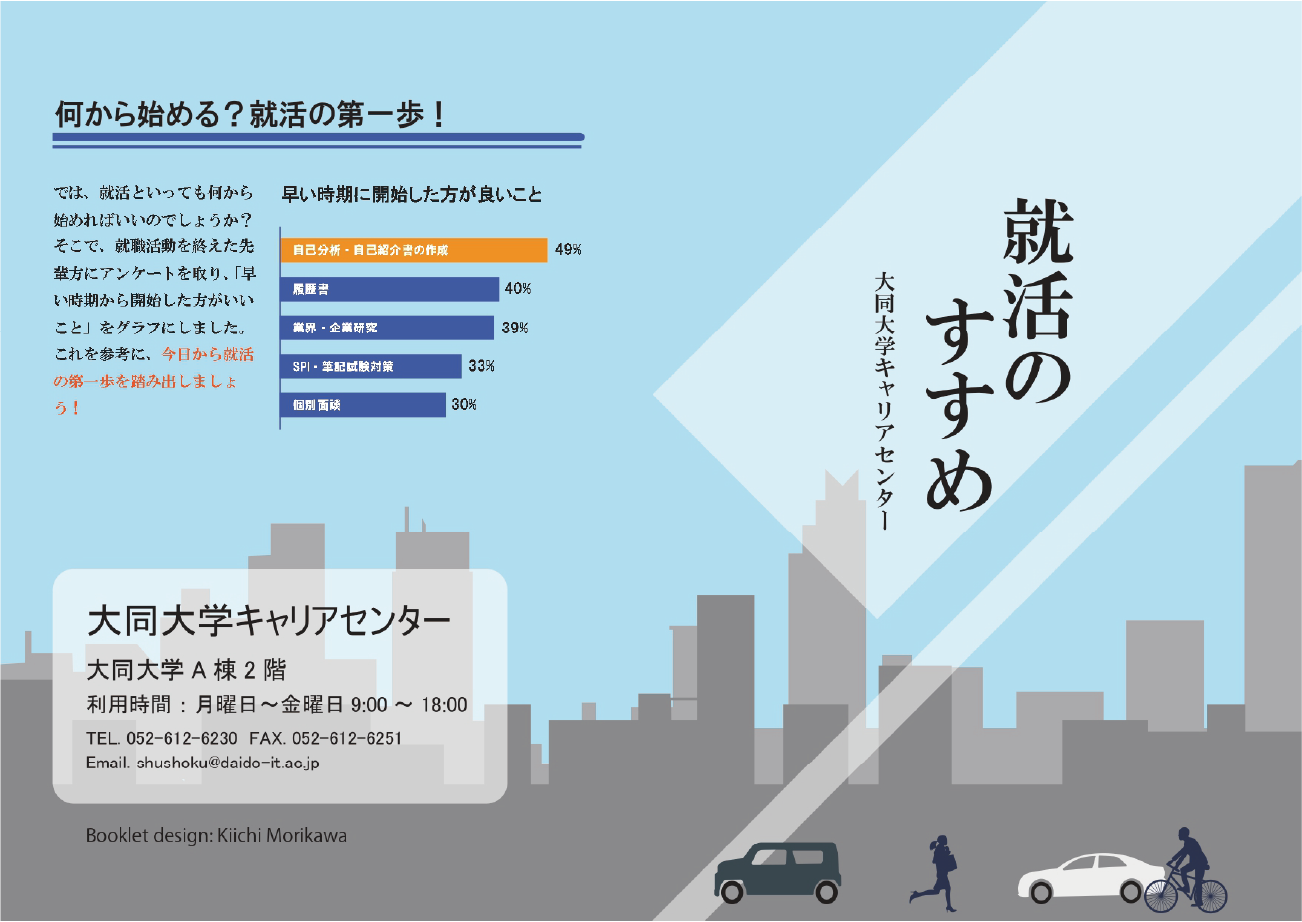 何から始める？就活の第一歩！
では、就活といっても何から
始めればいいのでしょうか？
そこで、就職活動を終えた先
輩方にアンケートを取り、「早
い時期から開始した方がいい
こと」をグラフにしました。
これを参考に、今日から就活
の第一歩を踏み出しましょ
う！
早い時期に開始した方が良いこと
自己分析・自己紹介書の作成 49%
履歴書 40%
業界・企業研究 39%
SPI・筆記試験対策 33%
個別面談 30%
大同大学キャリアセンター
大同大学 A 棟 2 階
利用時間：月曜日～金曜日 9:00 ～ 18:00
TEL. 052-612-6230 FAX. 052-612-6251
Email. shushoku@daido-it.ac.jp
Booklet design: Kiichi Morikawa
就活の
すすめ
大同大学キャリアセンター